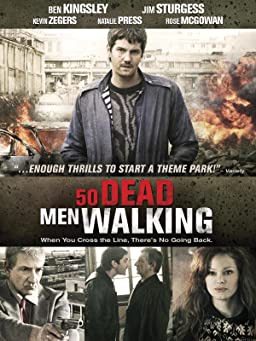 BEN KINGSLEY JIM STURGESS
KEVIN ZEGERS NATALIE PRESS ROSE MCGOWAN
"...ENOUGH THRILLS TO START A THEME PARK!" - Variety
50 DEAD
MEN WALKING
When You Cross the Line, There's No Going Back.